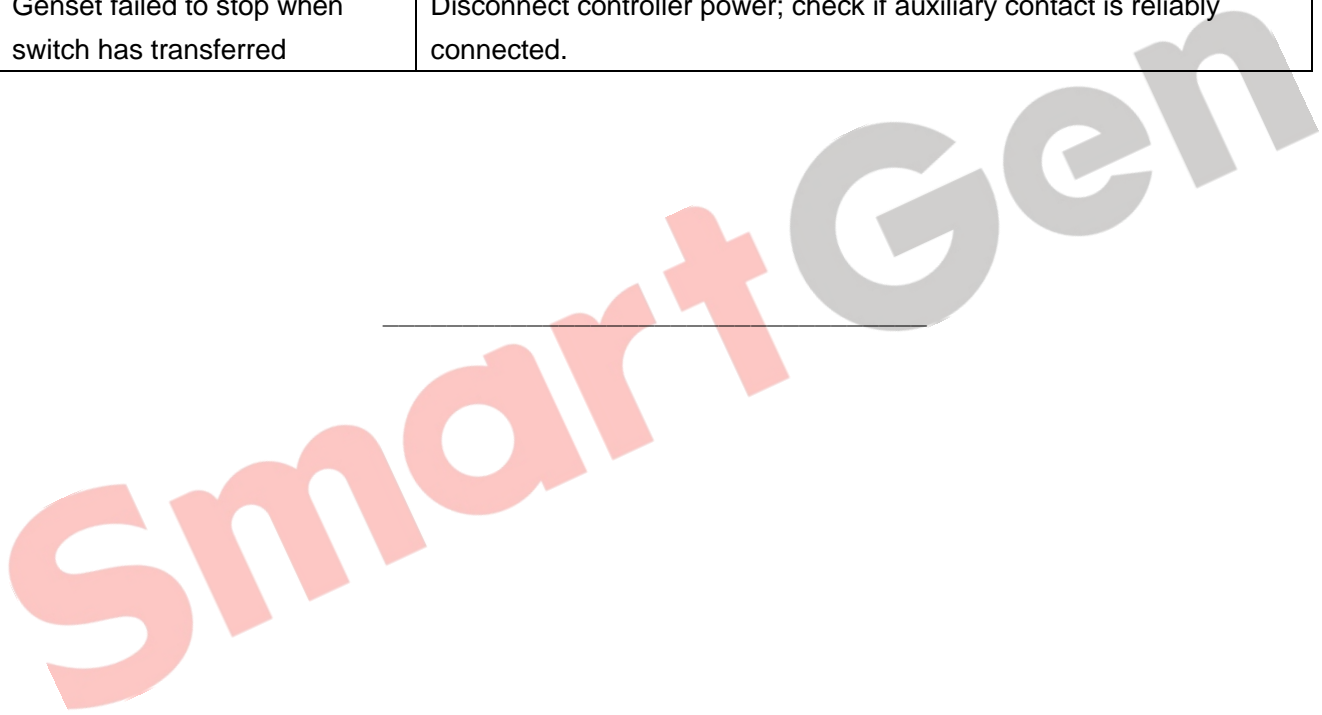 Genset failed to stop when
switch has transferred
Disconnect controller power; check if auxiliary contact is reliably
connected.
SmartGen